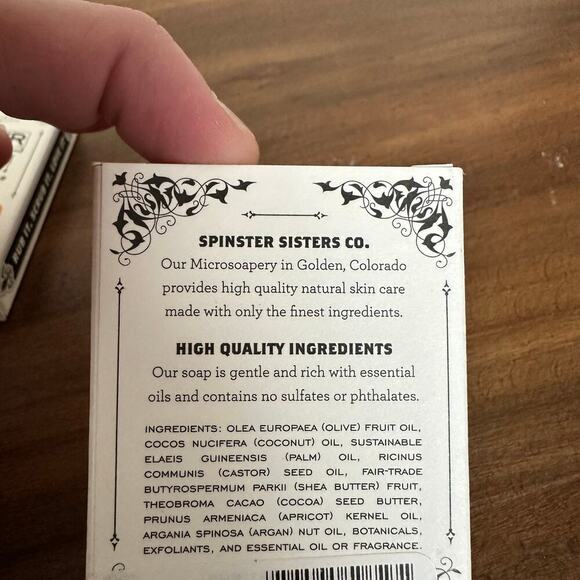 SPINSTER SISTERS CO.
Our Microsoapery in Golden, Colorado
provides high quality natural skin care
made with only the finest ingredients.
HIGH QUALITY INGREDIENTS
Our soap is gentle and rich with essential
oils and contains no sulfates or phthalates.
INGREDIENTS: OLEA EUROPAEA (OLIVE) FRUIT OIL,
COCOS NUCIFERA (COCONUT) OIL, SUSTAINABLE
ELAEIS GUINEENSIS (PALM) OIL, RICINUS
COMMUNIS (CASTOR) SEED OIL, FAIR-TRADE
BUTYROSPERMUM PARKII (SHEA BUTTER) FRUIT,
THEOBROMA CACAO (COCOA) SEED BUTTER,
PRUNUS ARMENIACA (APRICOT) KERNEL OIL,
ARGANIA SPINOSA (ARGAN) NUT OIL, BOTANICALS,
EXFOLIANTS, AND ESSENTIAL OIL OR FRAGRANCE.